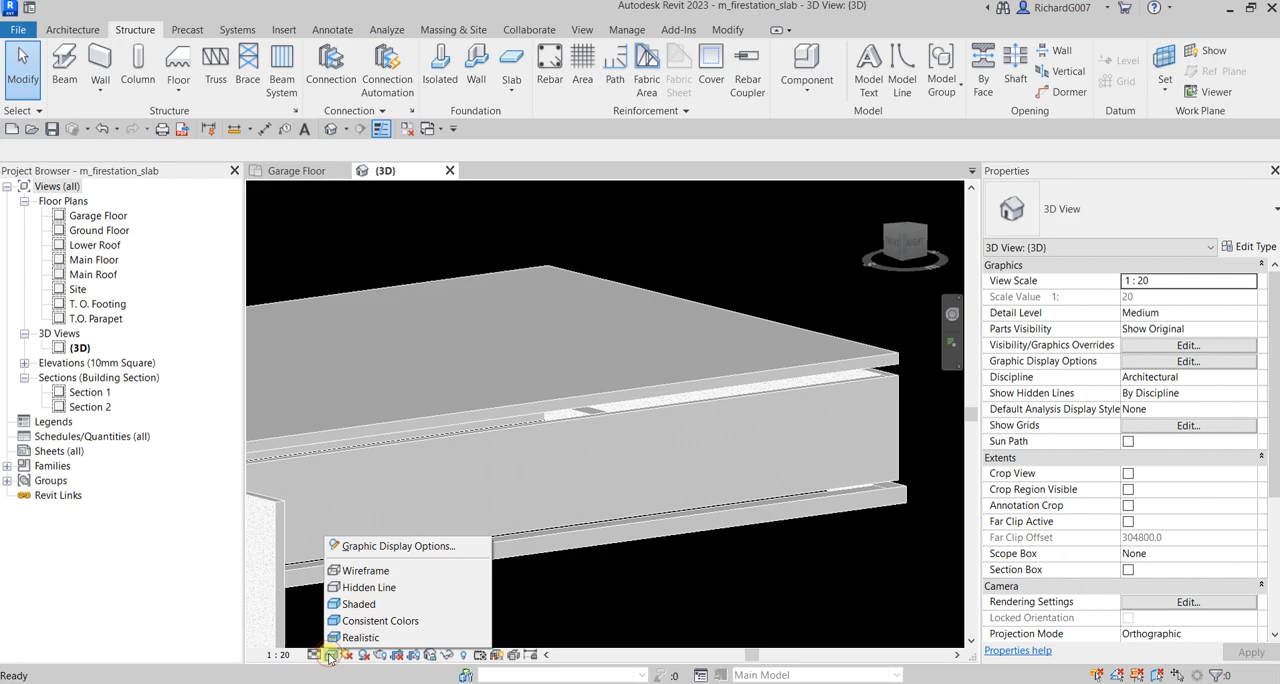 Autodesk Revit 2023 - m_firestation_slab - 3D View: {3D}
RichardG007
File Architecture Structure Precast Systems Insert Annotate Analyze Massing & Site Collaborate View Manage Add-Ins Modify
Modify Beam Wall Column Floor Truss Brace Beam System Connection Connection Automation Isolated Wall Slab Rebar Area Path Fabric Area Fabric Sheet Cover Rebar Coupler Component Model Text Model Line Model Group By Face Shaft Wall Vertical Dormer Level Grid Set Show Ref Plane Viewer
Select Structure Connection Foundation Reinforcement Model Opening Datum Work Plane
Project Browser - m_firestation_slab
Views (all)
Floor Plans
Garage Floor
Ground Floor
Lower Roof
Main Floor
Main Roof
Site
T. O. Footing
T.O. Parapet
3D Views
{3D}
Elevations (10mm Square)
Sections (Building Section)
Section 1
Section 2
Legends
Schedules/Quantities (all)
Sheets (all)
Families
Groups
Revit Links
Garage Floor {3D}
Graphic Display Options...
Wireframe
Hidden Line
Shaded
Consistent Colors
Realistic
1 : 20
Properties
3D View
3D View: {3D} Edit Type
Graphics
View Scale 1 : 20
Scale Value 1: 20
Detail Level Medium
Parts Visibility Show Original
Visibility/Graphics Overrides Edit...
Graphic Display Options Edit...
Discipline Architectural
Show Hidden Lines By Discipline
Default Analysis Display Style None
Show Grids Edit...
Sun Path
Extents
Crop View
Crop Region Visible
Annotation Crop
Far Clip Active
Far Clip Offset 304800.0
Scope Box None
Section Box
Camera
Rendering Settings Edit...
Locked Orientation
Projection Mode Orthographic
Properties help Apply
Ready :0 Main Model :0